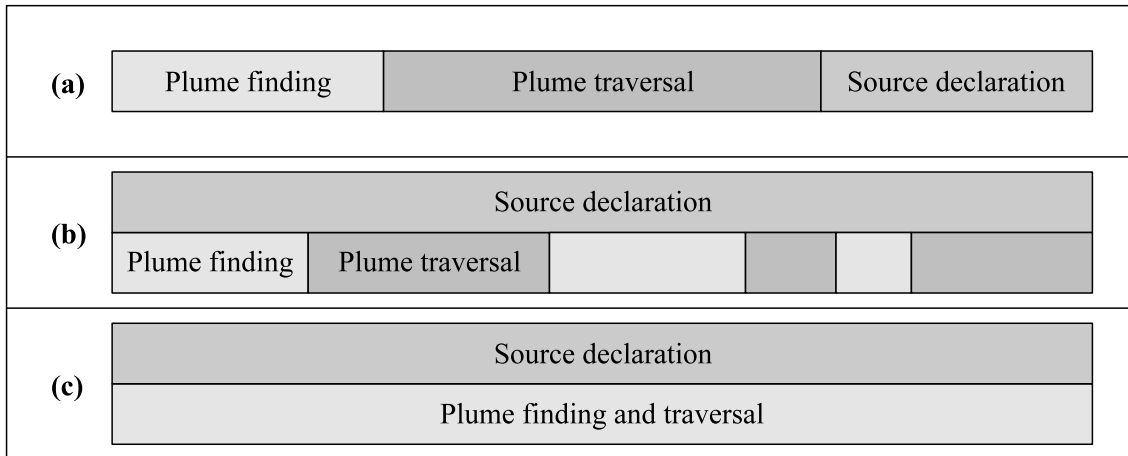 (a) Plume finding Plume traversal Source declaration
Source declaration
(b)
Plume finding Plume traversal
Source declaration
(c)
Plume finding and traversal